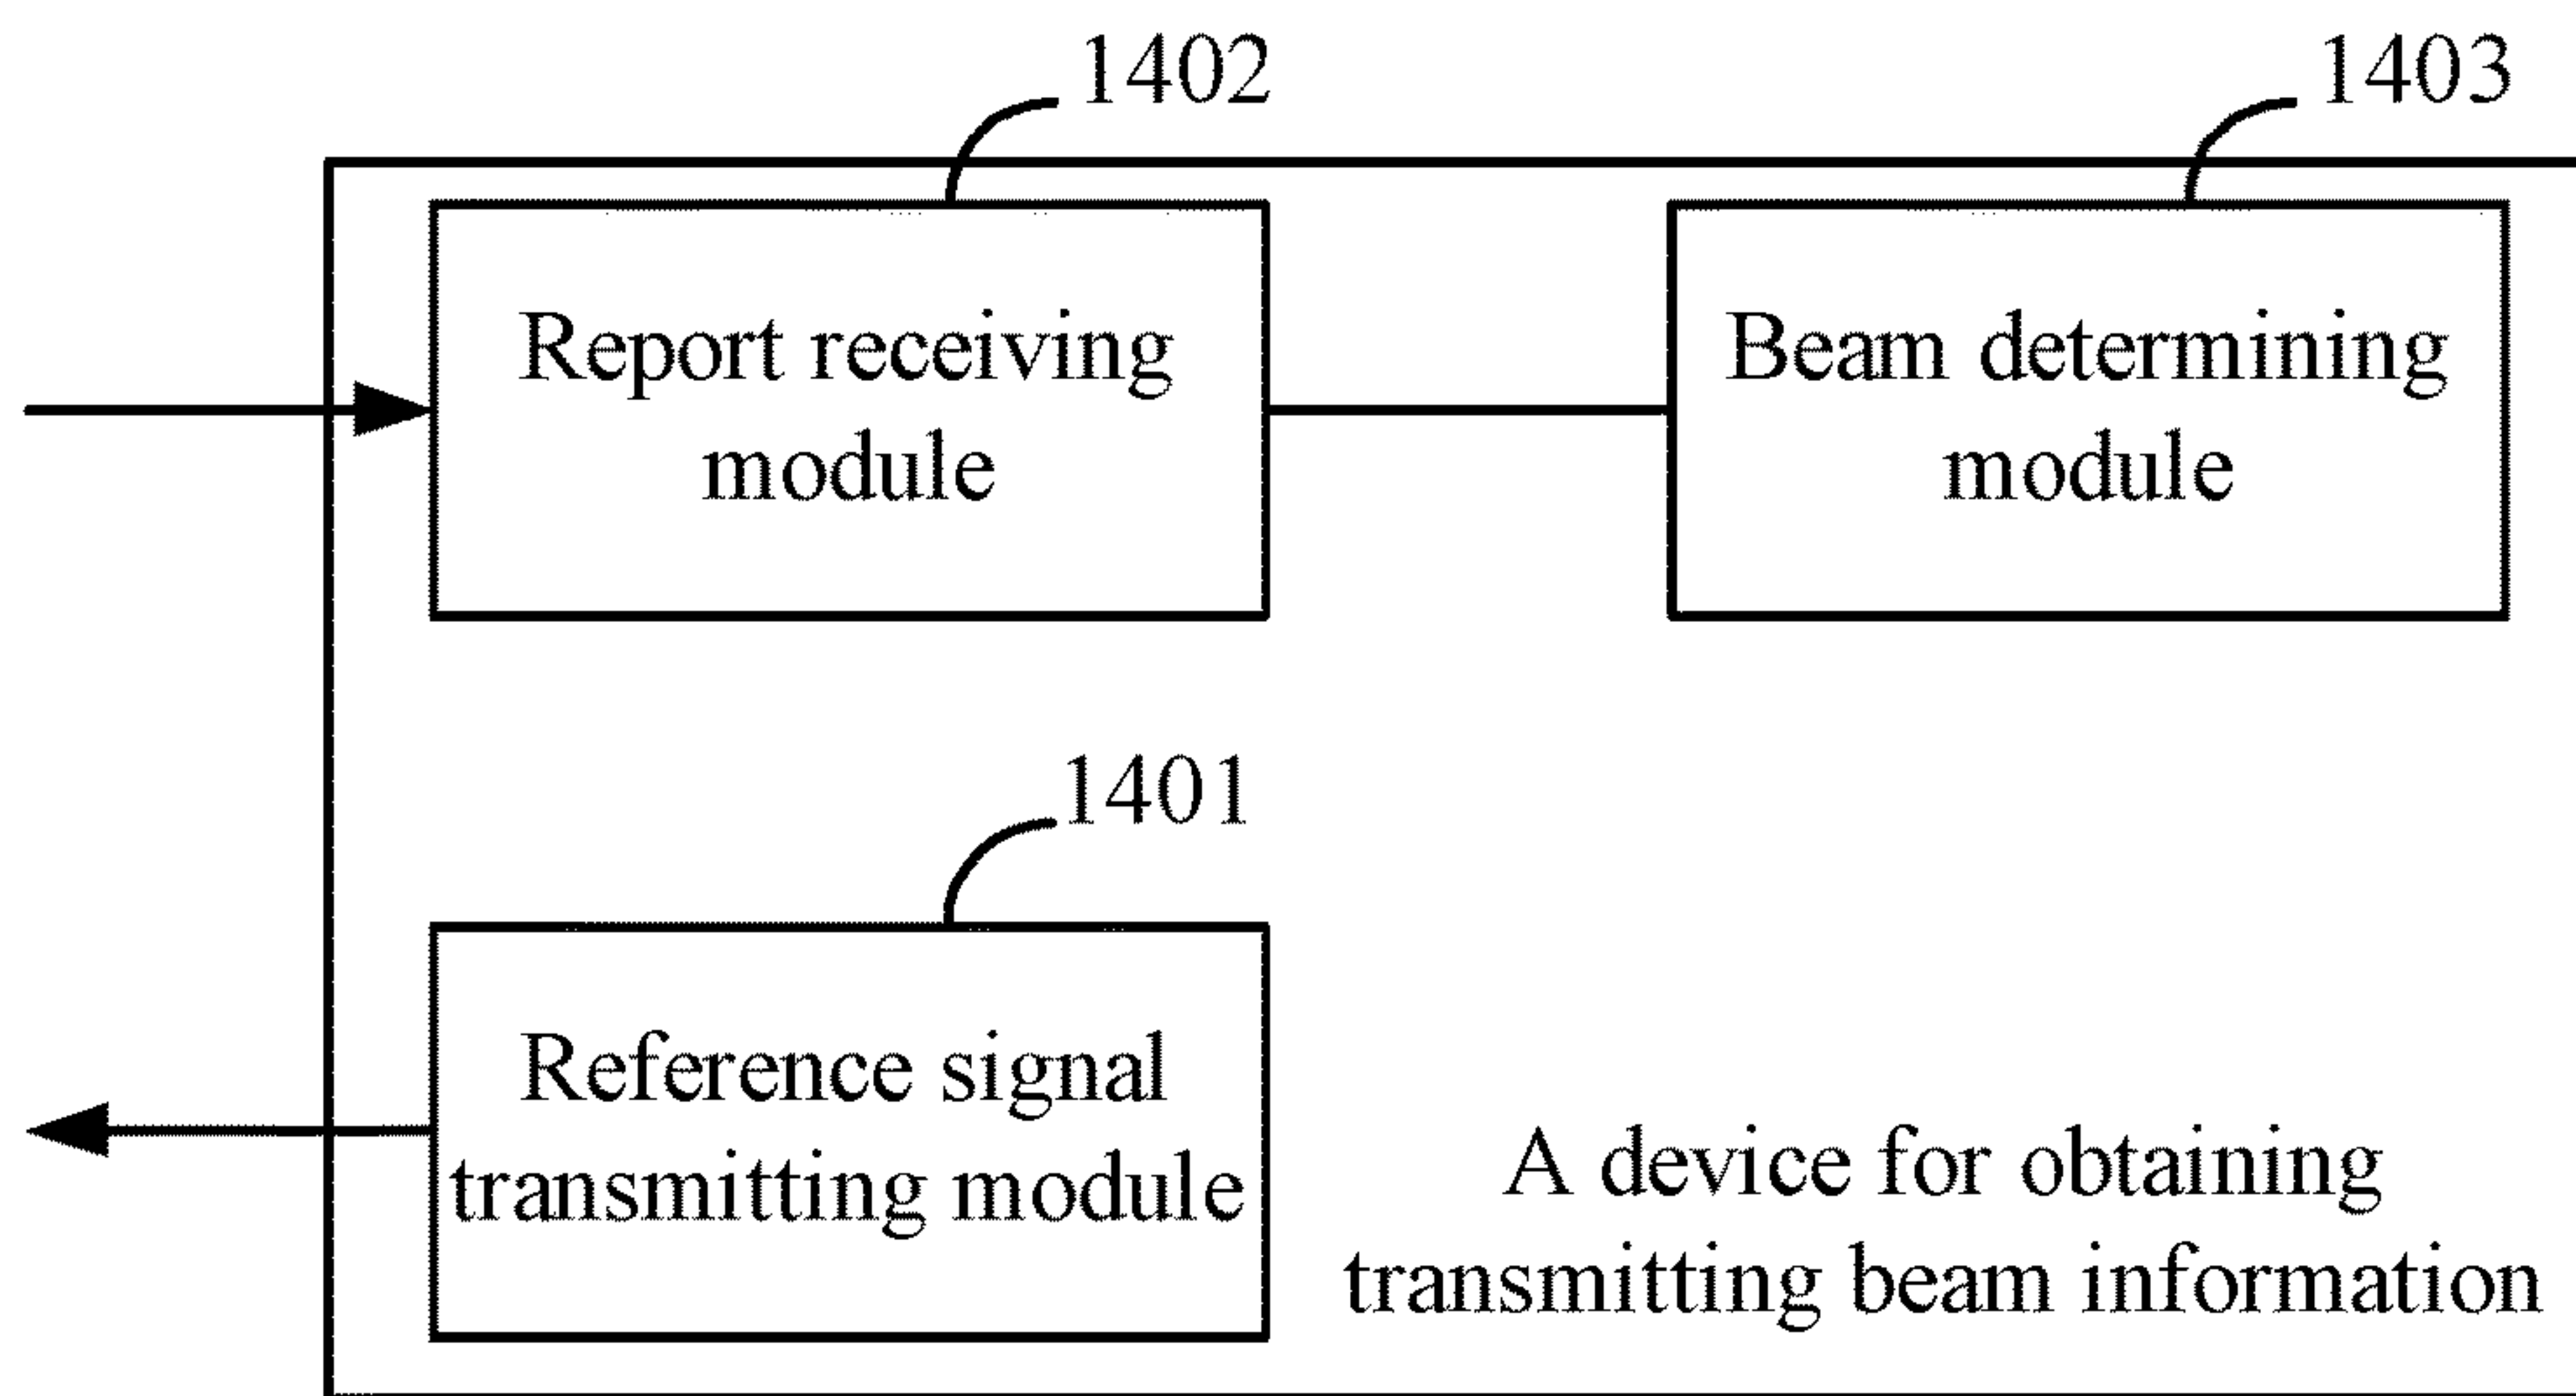 1402
1403
Report receiving
module
Beam determining
module
1401
Reference signal
transmitting module
A device for obtaining
transmitting beam information